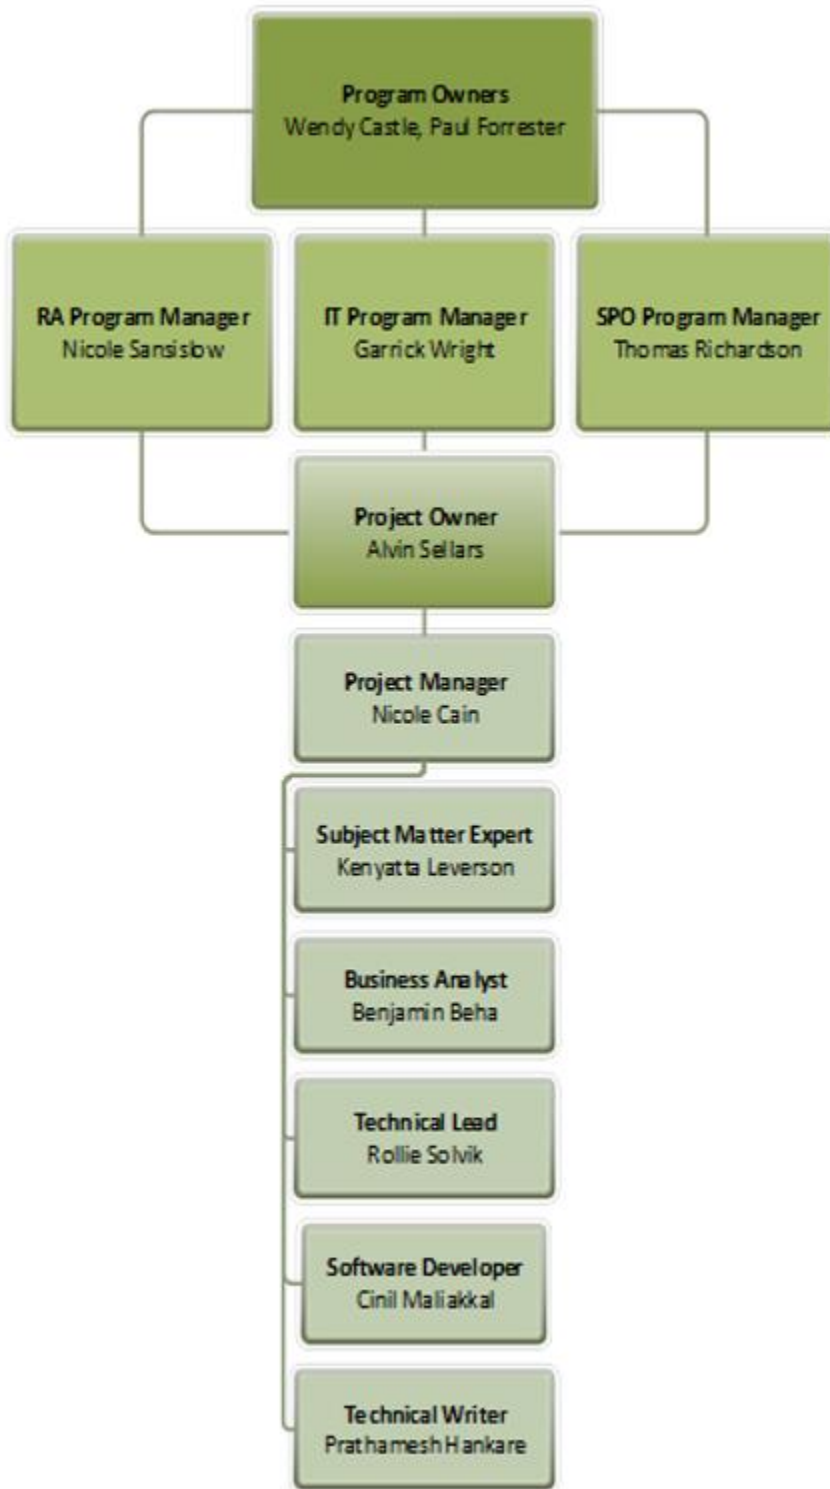 Program Owners
Wendy Castle, Paul Forrester
RA Program Manager
Nicole Sansislow
IT Program Manager
Garrick Wright
SPO Program Manager
Thomas Richardson
Project Owner
Alvin Sellars
Project Manager
Nicole Cain
Subject Matter Expert
Kenyatta Leverson
Business Analyst
Benjamin Beha
Technical Lead
Rollie Solvik
Software Developer
Cinil Maliakkal
Technical Writer
Prathamesh Hankare